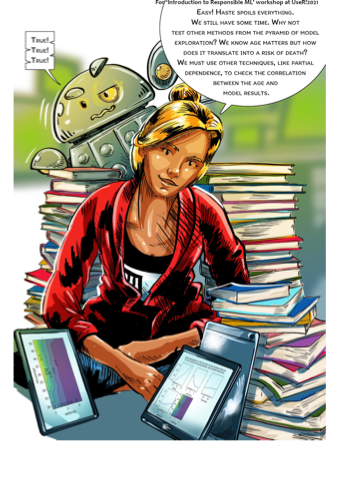 For 'Introduction to Responsible ML' workshop at UseR!2021
Easy! Haste spoils everything.
We still have some time. Why not
test other methods from the pyramid of model
exploration? We know age matters but how
does it translate into a risk of death?
We must use other techniques, like partial
dependence, to check the correlation
between the age and
model results.
True!
True!
True!